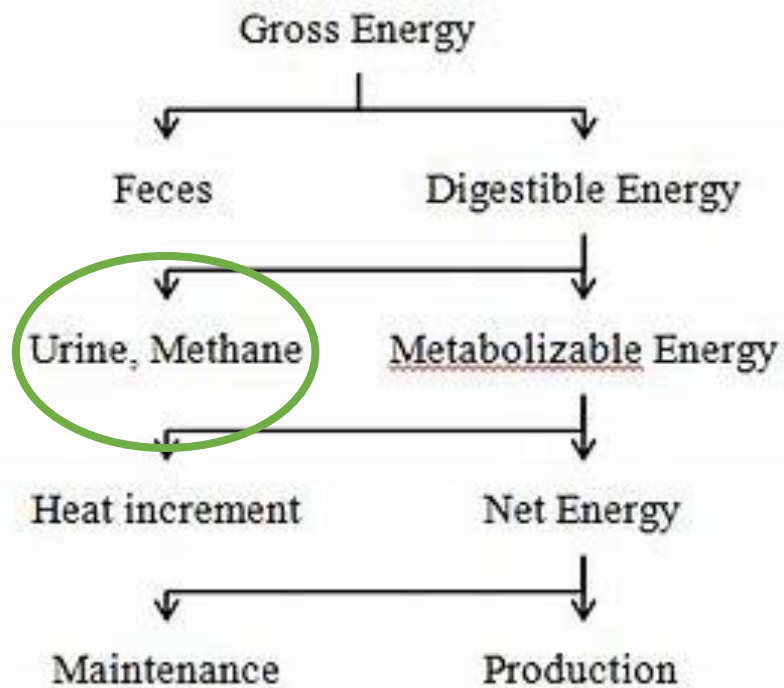 Gross Energy
Feces Digestible Energy
Urine, Methane Metabolizable Energy
Heat increment Net Energy
Maintenance Production